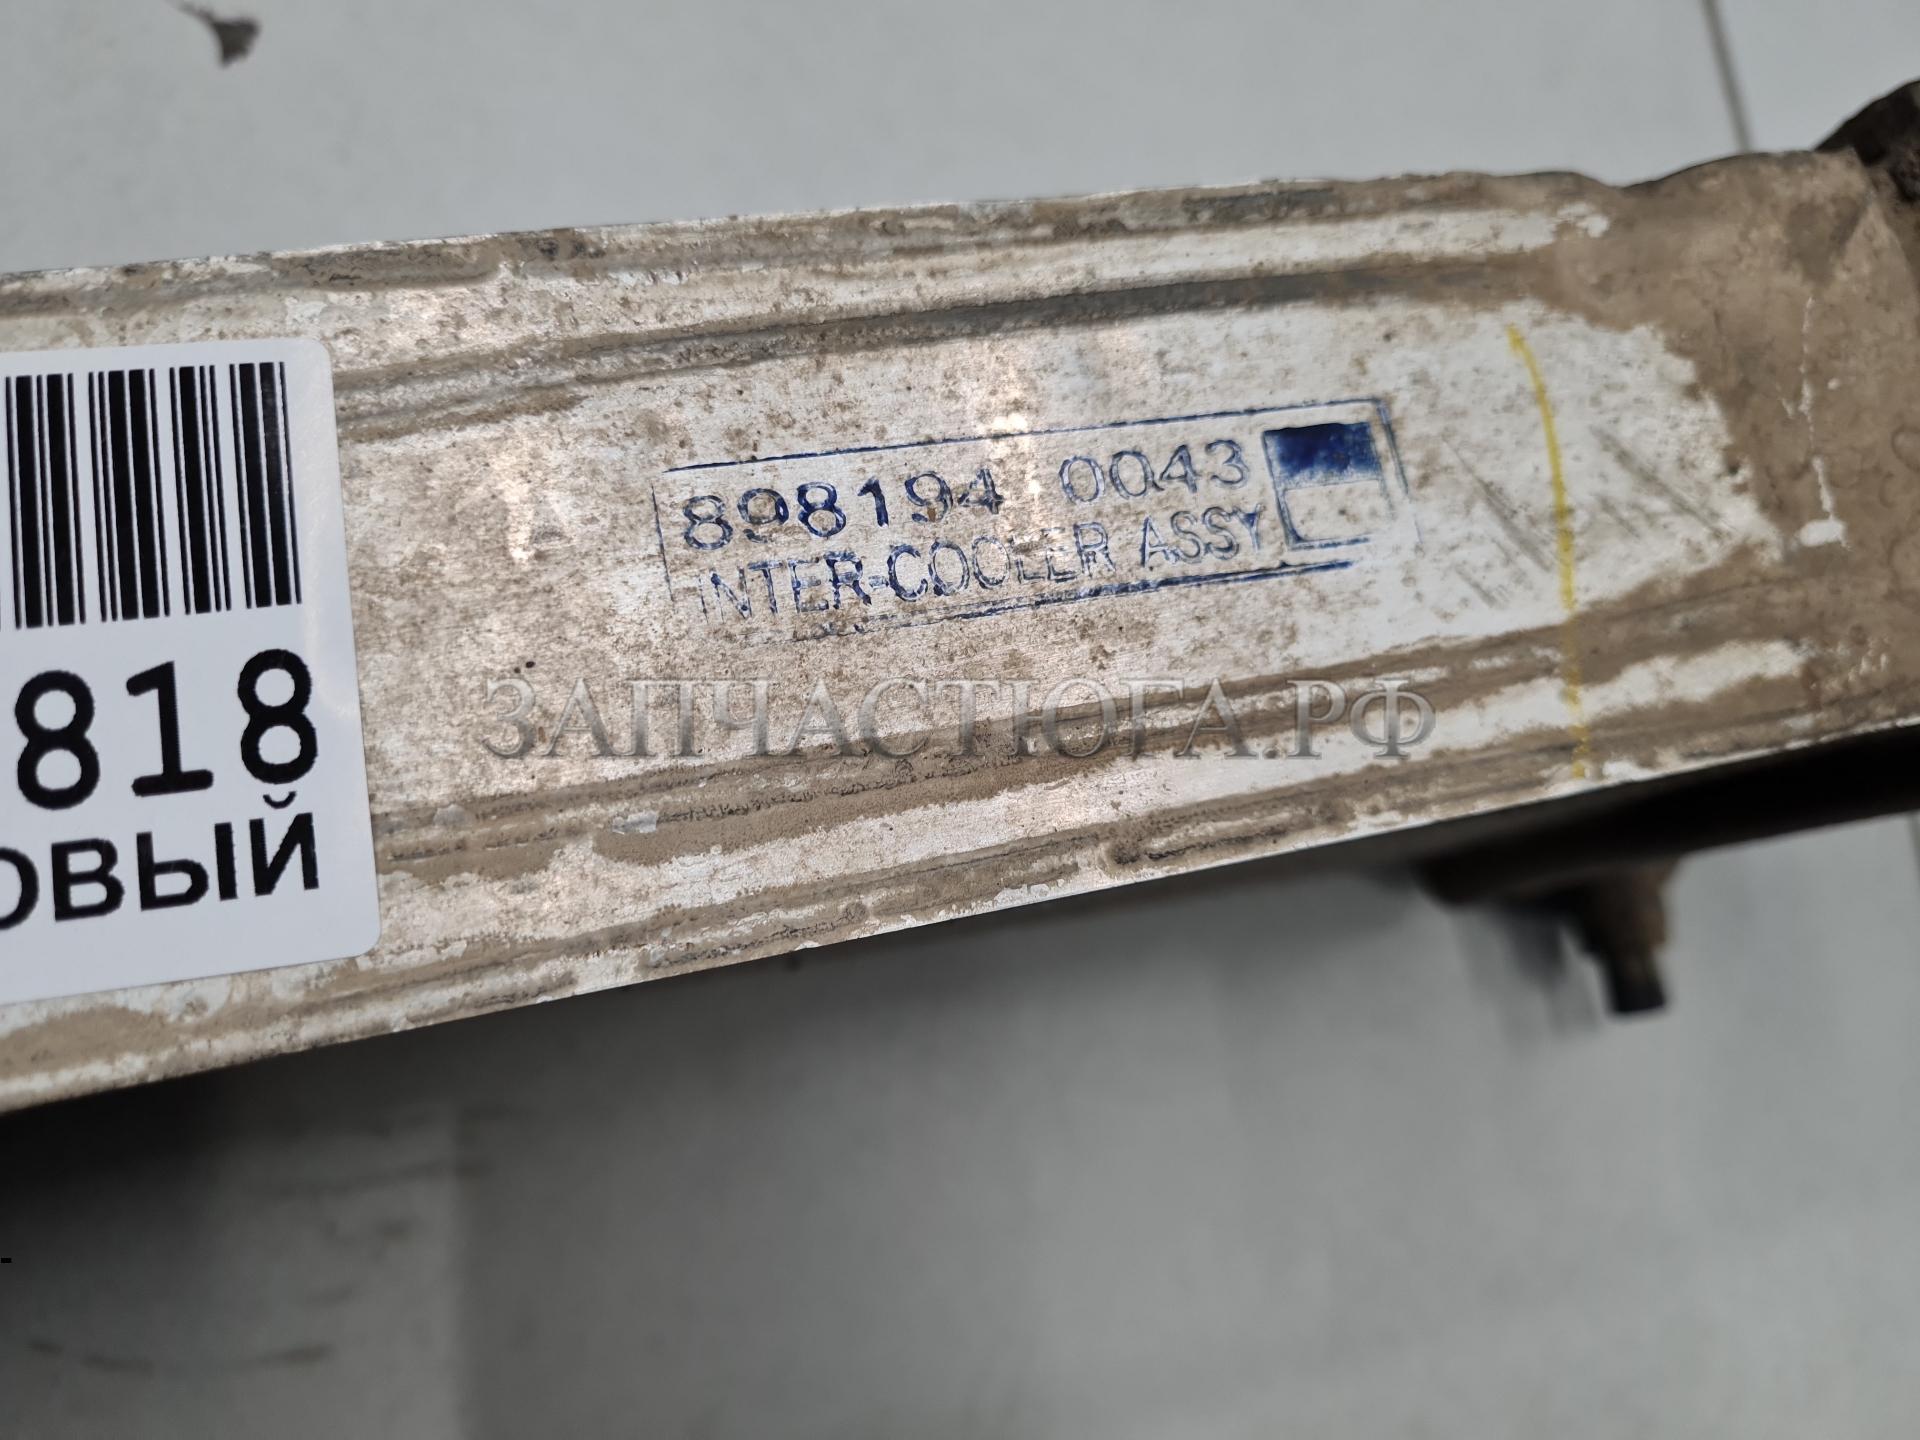 898194 0043
INTER-COOLER ASSY
818
овый
ЗАПЧАСТЮГА.РФ